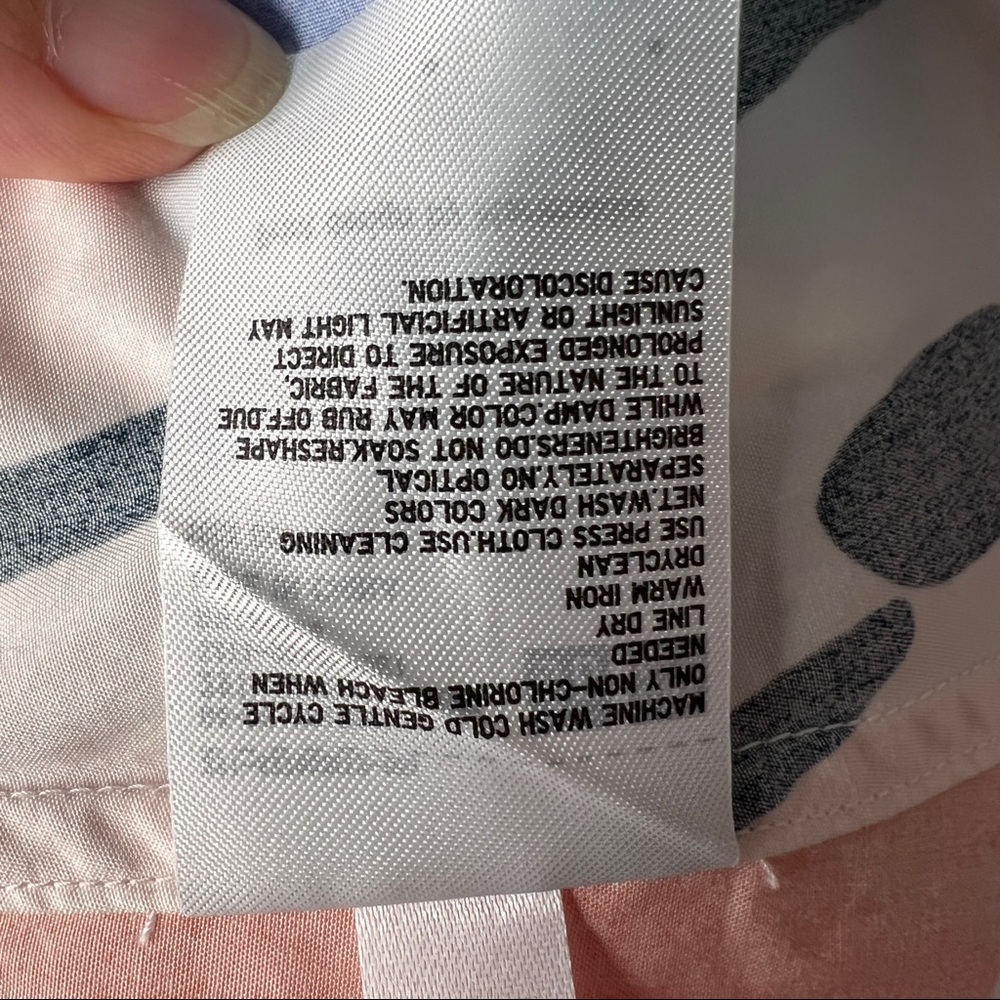 MACHINE WASH COLD GENTLE CYCLE
ONLY NON-CHLORINE BLEACH WHEN
NEEDED
LINE DRY
WARM IRON
DRYCLEAN
USE PRESS CLOTH.USE CLEANING
NET.WASH DARK COLORS
SEPARATELY.NO OPTICAL
BRIGHTENERS.DO NOT SOAK.RESHAPE
WHILE DAMP.COLOR MAY RUB OFF.DUE
TO THE NATURE OF THE FABRIC,
PROLONGED EXPOSURE TO DIRECT
SUNLIGHT OR ARTIFICIAL LIGHT MAY
CAUSE DISCOLORATION.